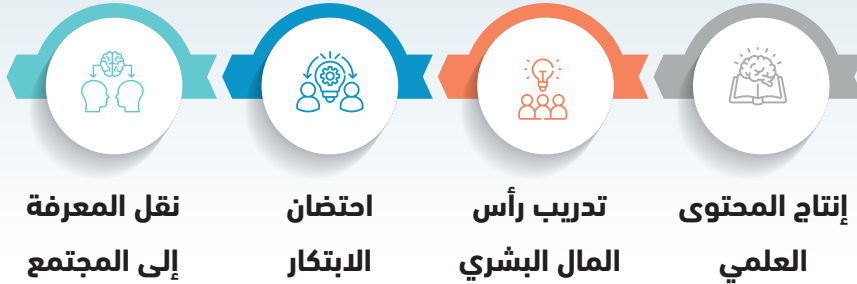 إنتاج المحتوى
العلمي
تدريب رأس
المال البشري
احتضان
الابتكار
نقل المعرفة
إلى المجتمع